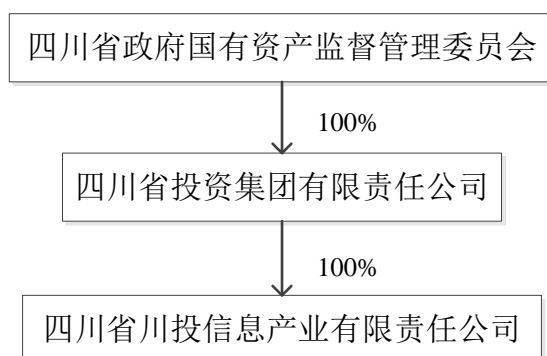 四川省政府国有资产监督管理委员会
100%
四川省投资集团有限责任公司
100%
四川省川投信息产业有限责任公司